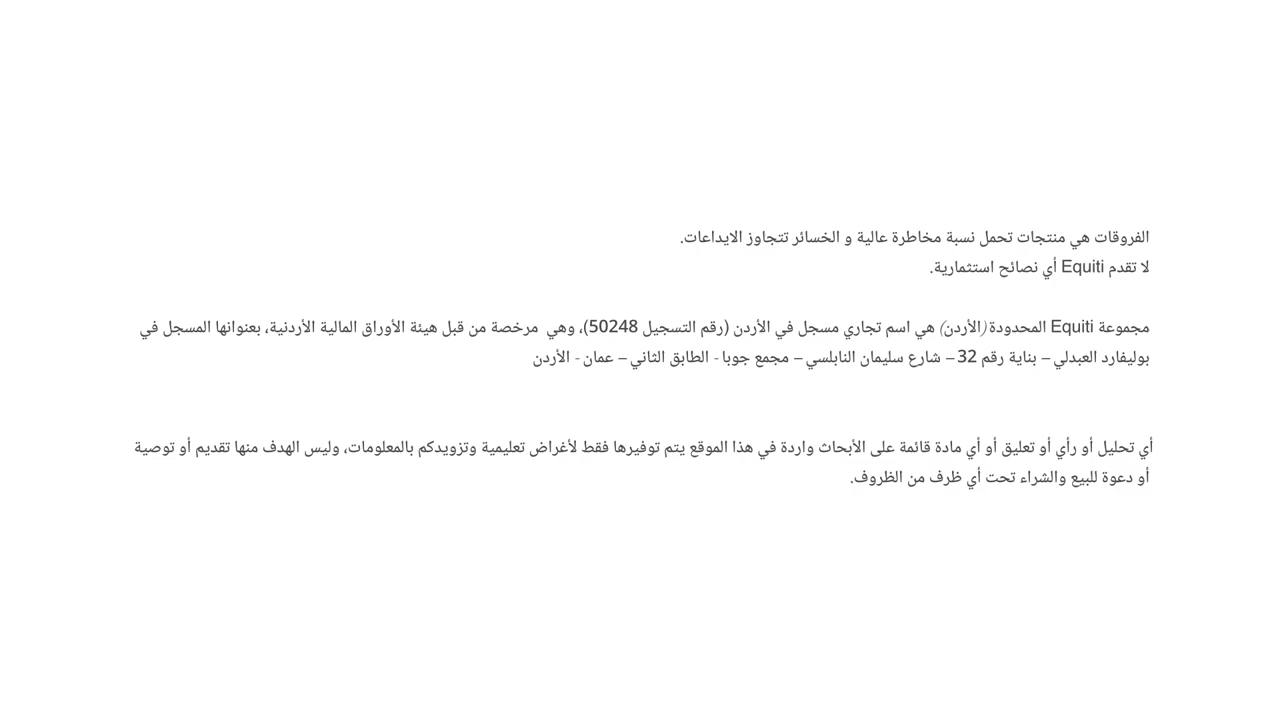 الفروقات هي منتجات تحمل نسبة مخاطرة عالية و الخسائر تتجاوز الايداعات.
لا تقدم Equiti أي نصائح استثمارية.
مجموعة Equiti المحدودة (الأردن) هي اسم تجاري مسجل في الأردن (رقم التسجيل 50248)، وهي مرخصة من قبل هيئة الأوراق المالية الأردنية، بعنوانها المسجل في
بوليفارد العبدلي – بناية رقم 32 – شارع سليمان النابلسي – مجمع جوبا - الطابق الثاني – عمان - الأردن
أي تحليل أو رأي أو تعليق أو أي مادة قائمة على الأبحاث واردة في هذا الموقع يتم توفيرها فقط لأغراض تعليمية وتزويدكم بالمعلومات، وليس الهدف منها تقديم أو توصية
أو دعوة للبيع والشراء تحت أي ظرف من الظروف.